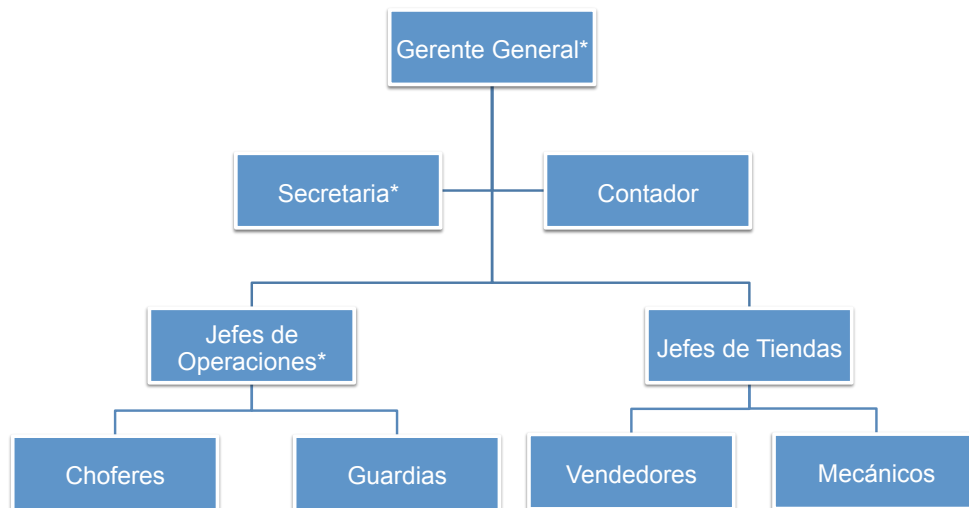 Gerente General*
Secretaria*
Contador
Jefes de
Operaciones*
Jefes de Tiendas
Choferes
Guardias
Vendedores
Mecánicos